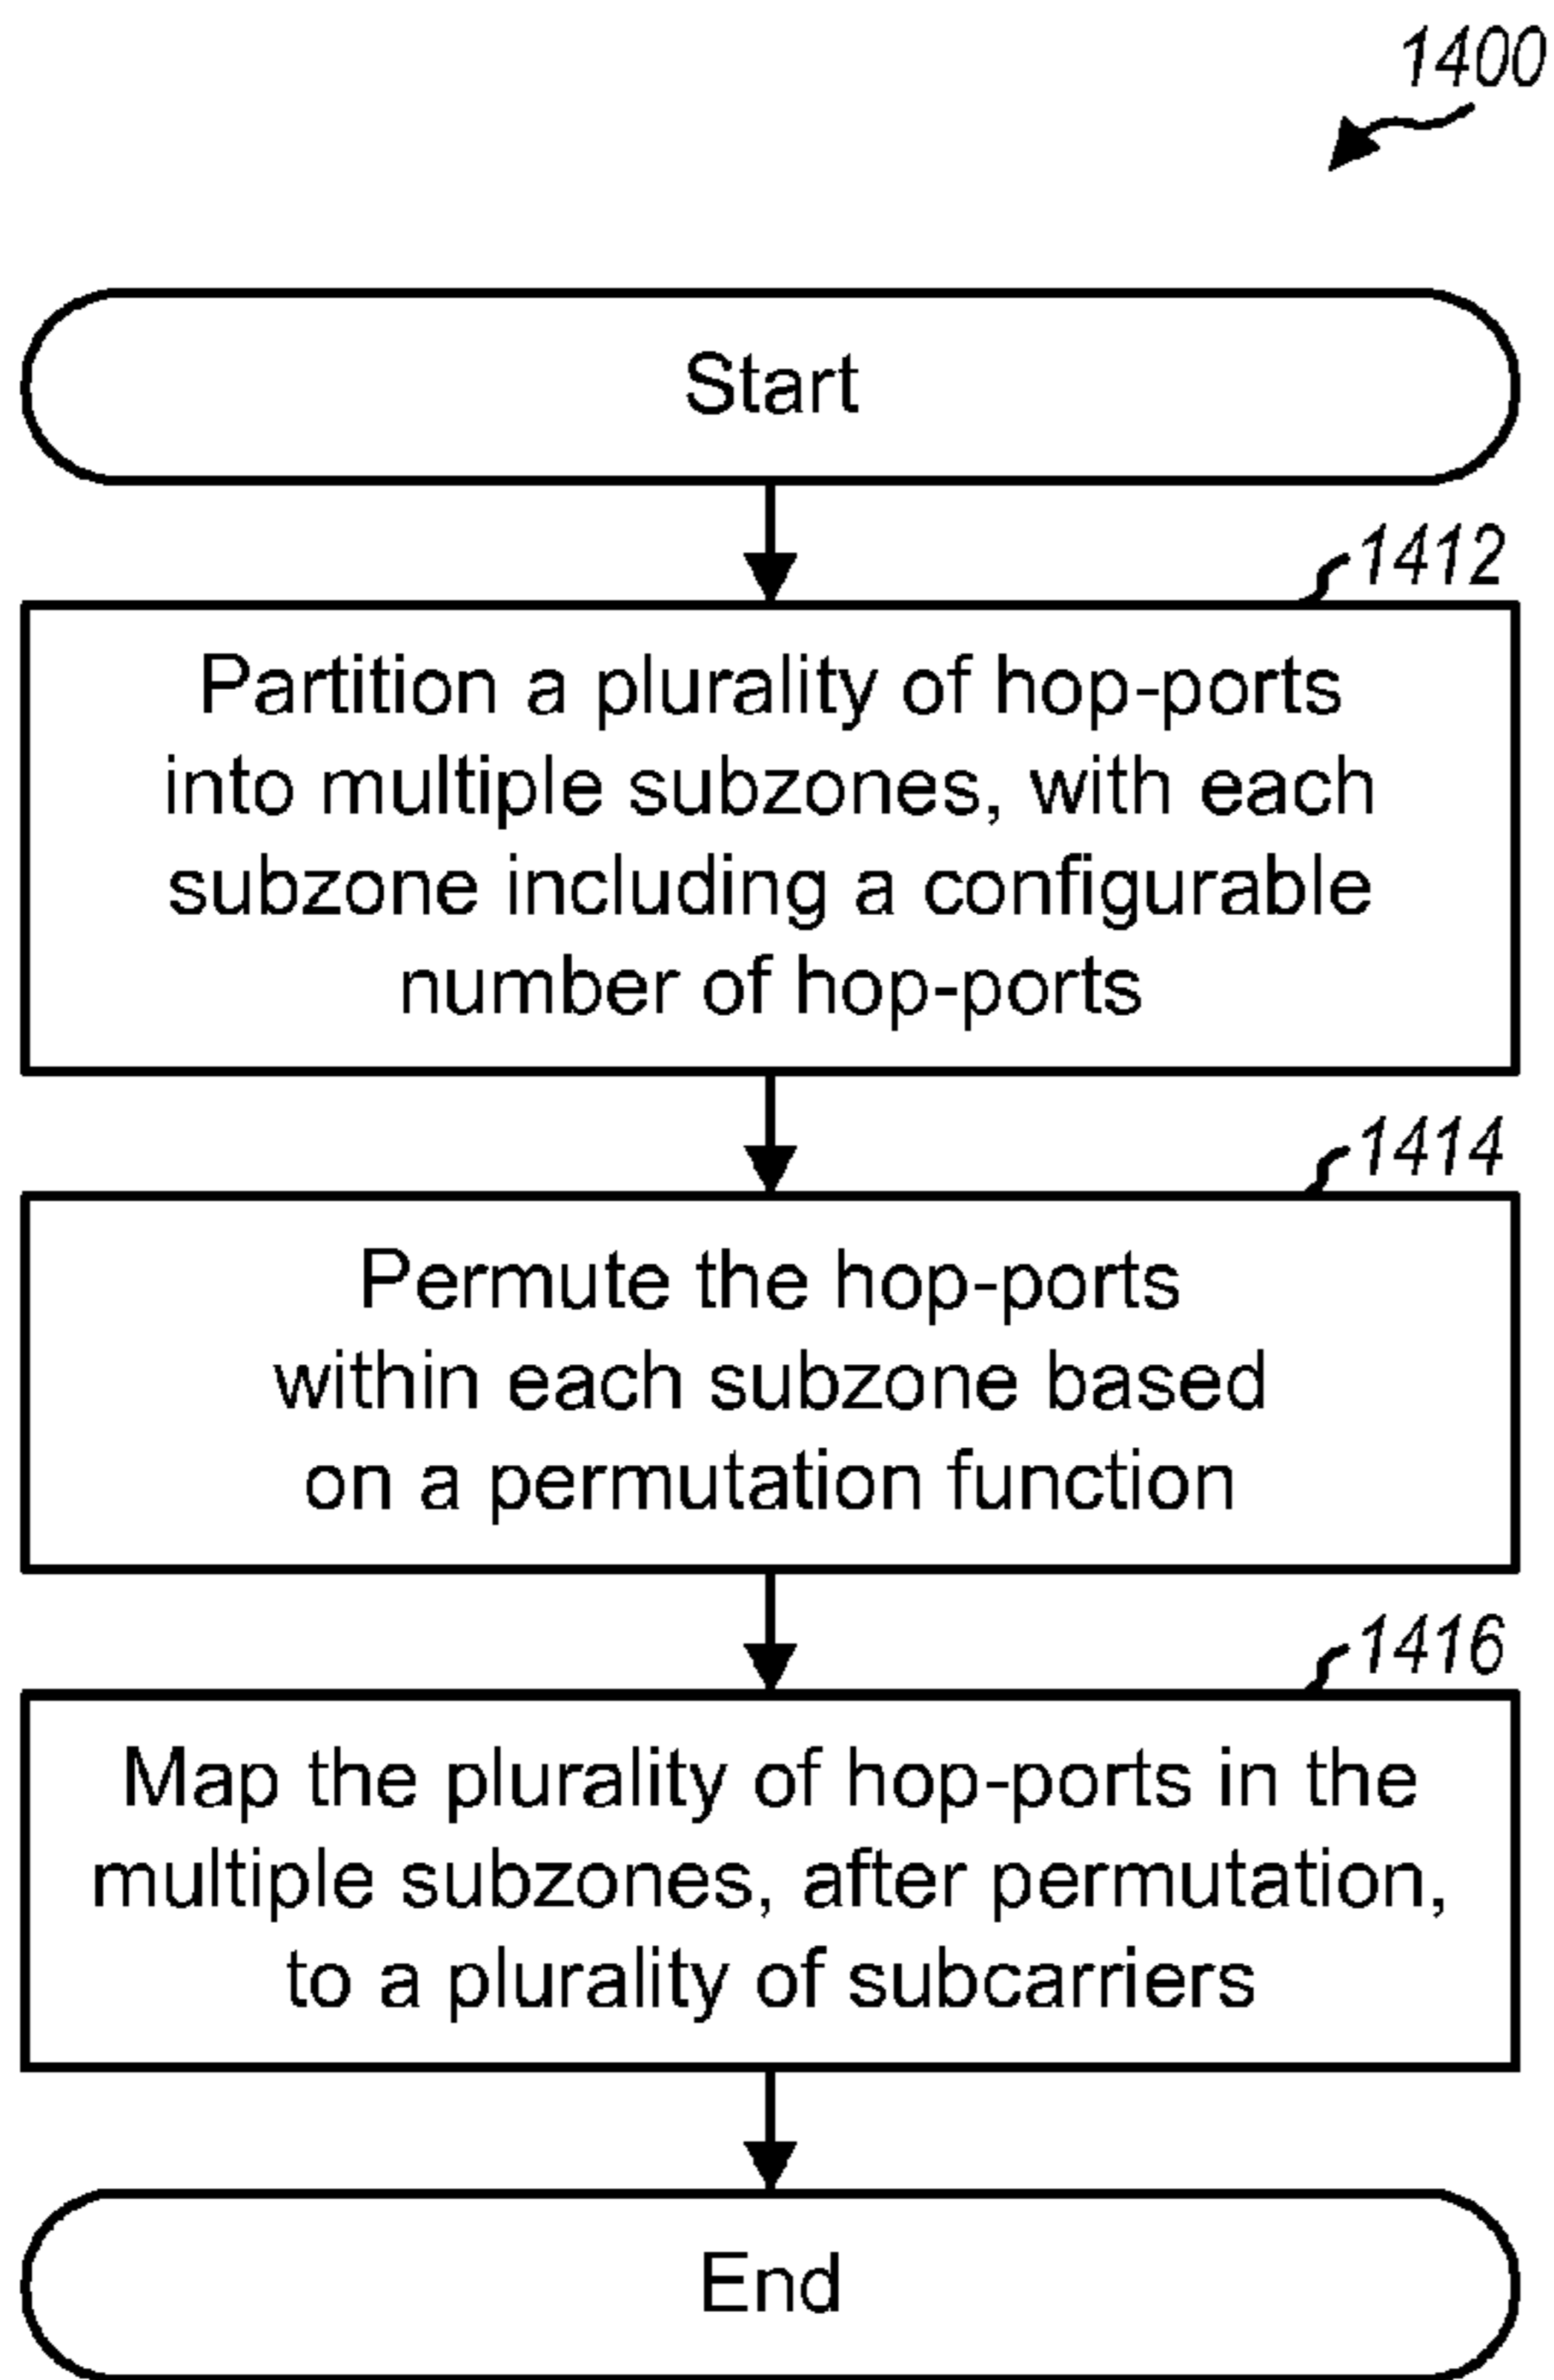 1400
Start
1412
Partition a plurality of hop-ports
into multiple subzones, with each
subzone including a configurable
number of hop-ports
1414
Permute the hop-ports
within each subzone based
on a permutation function
1416
Map the plurality of hop-ports in the
multiple subzones, after permutation,
to a plurality of subcarriers
End